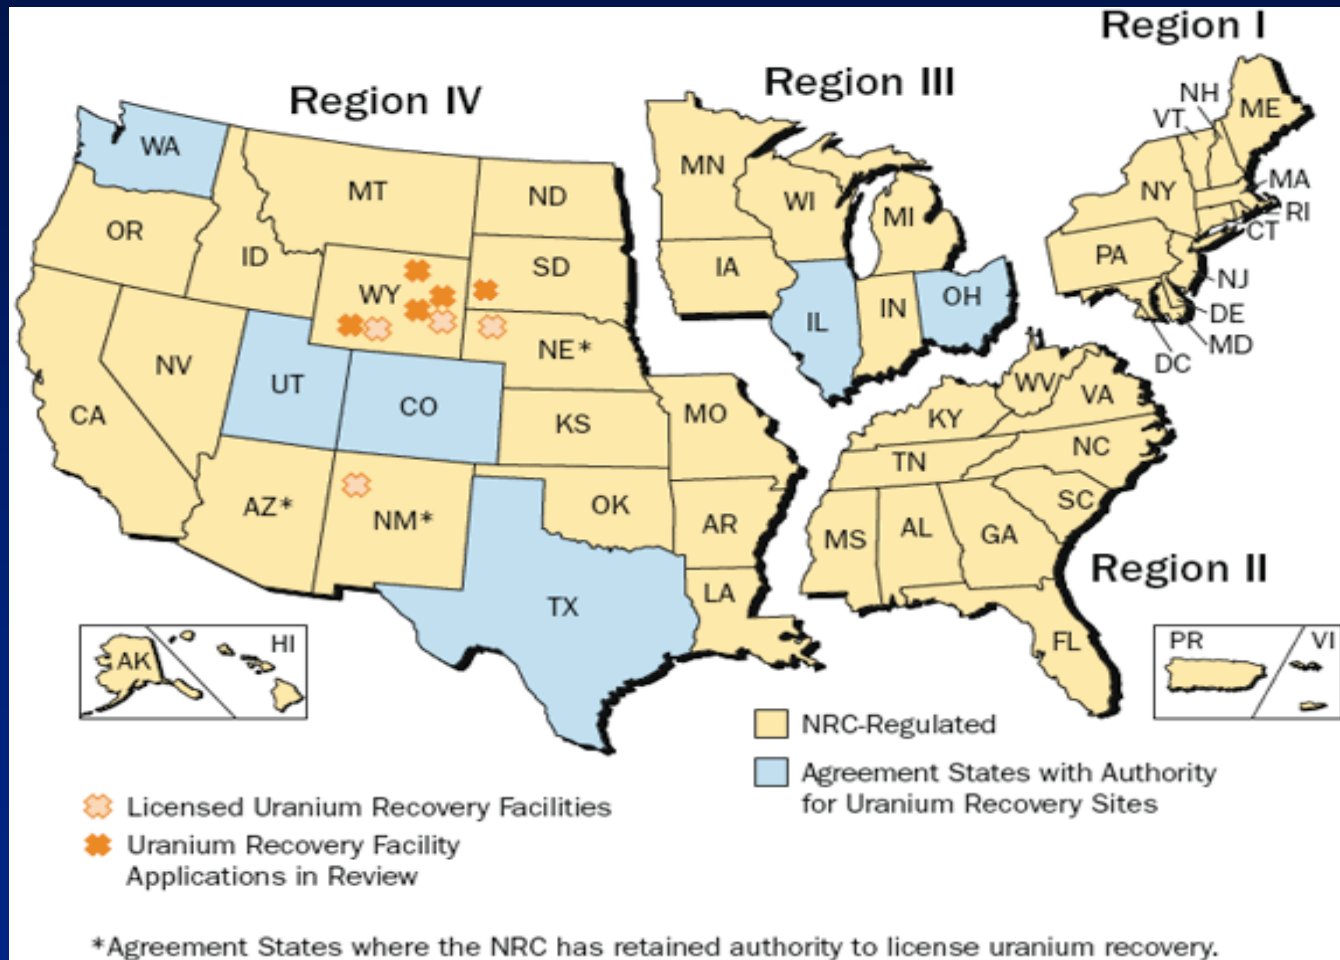 Region I
Region III
Region IV
NH
VT
ME
WA
MT
ND
MN
WI
MI
NY
MA
RI
CT
OR
ID
SD
IA
PA
NJ
WY
IL
IN
OH
DE
MD
DC
NV
UT
NE*
CA
CO
KS
MO
WV
VA
KY
TN
NC
AZ*
NM*
OK
AR
MS
AL
GA
SC
Region II
TX
LA
FL
AK
HI
PR
VI
NRC-Regulated
Agreement States with Authority
for Uranium Recovery Sites
Licensed Uranium Recovery Facilities
Uranium Recovery Facility
Applications in Review
*Agreement States where the NRC has retained authority to license uranium recovery.